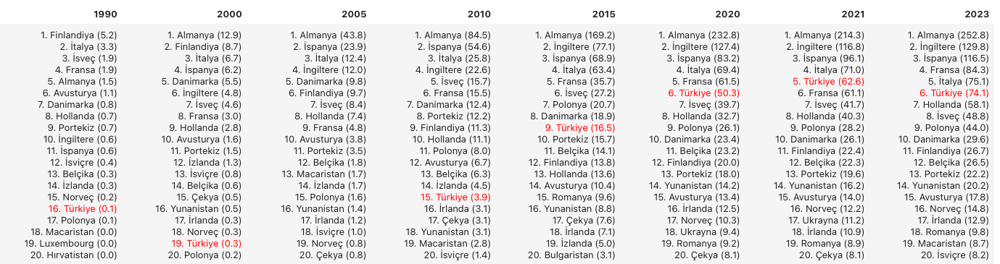 1990 2000 2005 2010 2015 2020 2021 2023
1. Finlandiya (5.2) 1. Almanya (12.9) 1. Almanya (43.8) 1. Almanya (84.5) 1. Almanya (169.2) 1. Almanya (232.8) 1. Almanya (214.3) 1. Almanya (252.8)
2. İtalya (3.3) 2. Finlandiya (8.7) 2. İspanya (23.9) 2. İspanya (54.6) 2. İngiltere (77.1) 2. İngiltere (127.4) 2. İngiltere (116.8) 2. İngiltere (129.8)
3. İsveç (1.9) 3. İtalya (6.7) 3. İtalya (12.4) 3. İtalya (25.8) 3. İspanya (68.9) 3. İspanya (83.2) 3. İspanya (96.1) 3. İspanya (116.5)
4. Fransa (1.9) 4. İspanya (6.2) 4. İngiltere (12.0) 4. İngiltere (22.6) 4. İtalya (63.4) 4. İtalya (69.4) 4. İtalya (71.0) 4. Fransa (84.3)
5. Almanya (1.5) 5. Danimarka (5.5) 5. Danimarka (9.8) 5. İsveç (15.7) 5. Fransa (35.7) 5. Fransa (61.5) 5. Türkiye (62.6) 5. İtalya (75.1)
6. Avusturya (1.1) 6. İngiltere (4.8) 6. Finlandiya (9.7) 6. Fransa (15.5) 6. İsveç (27.2) 6. Türkiye (50.3) 6. Fransa (61.1) 6. Türkiye (74.1)
7. Danimarka (0.8) 7. İsveç (4.6) 7. İsveç (8.4) 7. Danimarka (12.4) 7. Polonya (20.7) 7. İsveç (39.7) 7. İsveç (41.7) 7. Hollanda (58.1)
8. Hollanda (0.7) 8. Fransa (3.0) 8. Hollanda (7.4) 8. Portekiz (12.2) 8. Danimarka (18.9) 8. Hollanda (32.7) 8. Hollanda (40.3) 8. İsveç (48.8)
9. Portekiz (0.7) 9. Hollanda (2.8) 9. Fransa (4.8) 9. Finlandiya (11.3) 9. Türkiye (16.5) 9. Polonya (26.1) 9. Polonya (28.2) 9. Polonya (44.0)
10. İngiltere (0.6) 10. Avusturya (1.6) 10. Avusturya (3.8) 10. Hollanda (11.1) 10. Portekiz (15.7) 10. Danimarka (23.4) 10. Danimarka (26.1) 10. Danimarka (29.6)
11. İspanya (0.6) 11. Portekiz (1.5) 11. Portekiz (3.5) 11. Polonya (8.0) 11. Belçika (14.1) 11. Belçika (23.2) 11. Finlandiya (22.4) 11. Finlandiya (26.7)
12. İsviçre (0.4) 12. İzlanda (1.3) 12. Belçika (1.8) 12. Avusturya (6.7) 12. Finlandiya (13.8) 12. Finlandiya (20.0) 12. Belçika (22.3) 12. Belçika (26.5)
13. Belçika (0.3) 13. İsviçre (0.8) 13. Macaristan (1.7) 13. Belçika (6.3) 13. Hollanda (13.6) 13. Portekiz (18.0) 13. Portekiz (19.6) 13. Portekiz (22.2)
14. İzlanda (0.3) 14. Belçika (0.6) 14. İzlanda (1.7) 14. İzlanda (4.5) 14. Avusturya (10.4) 14. Yunanistan (14.2) 14. Yunanistan (16.2) 14. Yunanistan (20.2)
15. Norveç (0.2) 15. Çekya (0.5) 15. Polonya (1.6) 15. Türkiye (3.9) 15. Romanya (9.6) 15. Avusturya (13.4) 15. Avusturya (14.0) 15. Avusturya (17.8)
16. Türkiye (0.1) 16. Yunanistan (0.5) 16. Yunanistan (1.4) 16. İrlanda (3.1) 16. Yunanistan (8.8) 16. İrlanda (12.5) 16. Norveç (12.2) 16. Norveç (14.8)
17. Polonya (0.1) 17. İrlanda (0.3) 17. İrlanda (1.2) 17. Çekya (3.1) 17. Çekya (7.6) 17. Norveç (10.3) 17. Ukrayna (11.2) 17. İrlanda (12.9)
18. Macaristan (0.0) 18. Norveç (0.3) 18. İsviçre (1.0) 18. Yunanistan (3.1) 18. İrlanda (7.1) 18. Ukrayna (9.4) 18. İrlanda (10.9) 18. Romanya (9.8)
19. Luxembourg (0.0) 19. Türkiye (0.3) 19. Norveç (0.8) 19. Macaristan (2.8) 19. İzlanda (5.0) 19. Romanya (9.2) 19. Romanya (8.9) 19. Macaristan (8.7)
20. Hırvatistan (0.0) 20. Polonya (0.2) 20. Çekya (0.8) 20. İsviçre (1.4) 20. Bulgaristan (3.1) 20. Çekya (8.1) 20. Çekya (8.1) 20. İsviçre (8.2)